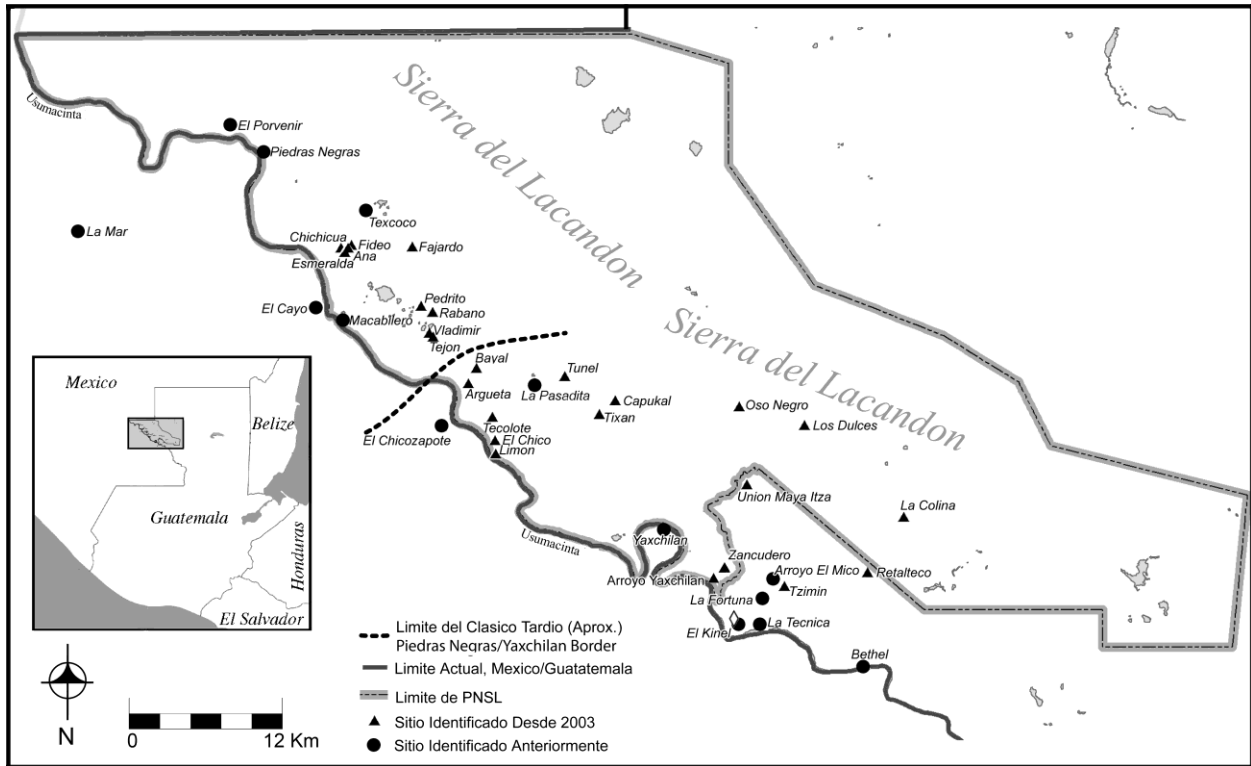 Usumacinta
El Porvenir
Piedras Negras
Sierra del Lacandon
La Mar
Texcoco
Chichicua
Fideo
Fajardo
Ana
Esmeralda
El Cayo
Macabilero
Pedrito
Rabano
Vladimir
Tejon
Sierra del Lacandon
Bayal
Tunel
Argueta
La Pasadita
Capukal
Tixan
Oso Negro
Los Dulces
El Chicozapote
Tecolote
El Chico
Limon
Union Maya Itza
La Colina
Usumacinta
Yaxchilan
Zancudero
Arroyo Yaxchilan
Arroyo El Mico
Retalteco
Tzimin
La Fortuna
El Kinel
La Tecnica
Bethel
Mexico
Belize
Guatemala
Honduras
El Salvador
N
0 12 Km
Limite del Clasico Tardio (Aprox.)
Piedras Negras/Yaxchilan Border
Limite Actual, Mexico/Guatatemala
Limite de PNSL
Sitio Identificado Desde 2003
Sitio Identificado Anteriormente